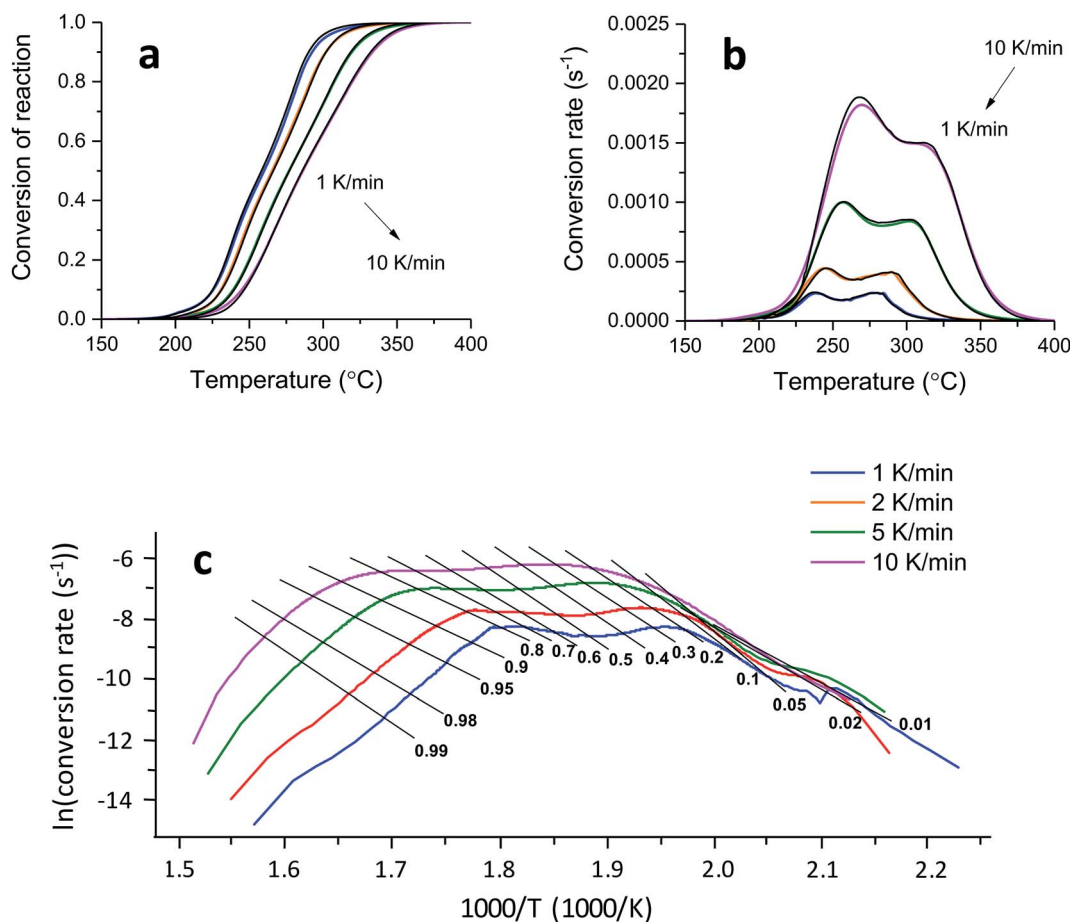 a
Conversion of reaction
1.0
0.8
0.6
0.4
0.2
0.0
1 K/min
10 K/min
150 200 250 300 350 400
Temperature (°C)
b
Conversion rate (s⁻¹)
0.0025
0.0020
0.0015
0.0010
0.0005
0.0000
10 K/min
1 K/min
150 200 250 300 350 400
Temperature (°C)
c
1 K/min
2 K/min
5 K/min
10 K/min
ln(conversion rate (s⁻¹))
-6
-8
-10
-12
-14
0.99
0.98
0.95
0.9
0.8
0.7
0.6
0.5
0.4
0.3
0.2
0.1
0.05
0.02
0.01
1.5 1.6 1.7 1.8 1.9 2.0 2.1 2.2
1000/T (1000/K)